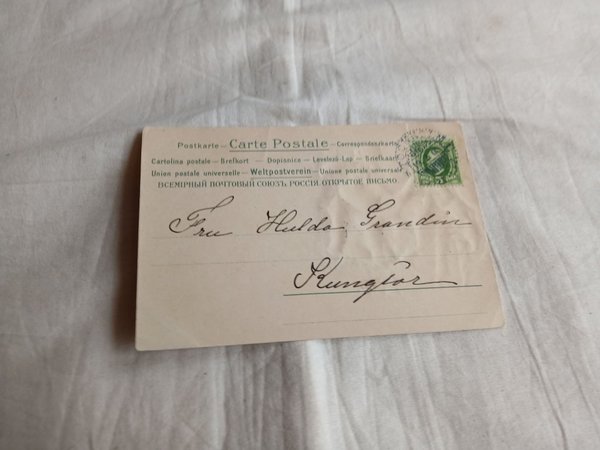 Postkarte — Carte Postale — Correspondenzkarte
Cartolina postale — Brefkort — Dopisnice — Levelező-Lap — Briefkaart
Union postale universelle — Weltpostverein — Unione postale universale
ВСЕМІРНЫЙ ПОЧТОВЫЙ СОЮЗЪ. РОССІЯ. ОТКРЫТОЕ ПИСЬМО.
Fru Hulda Grandin
Kungsör